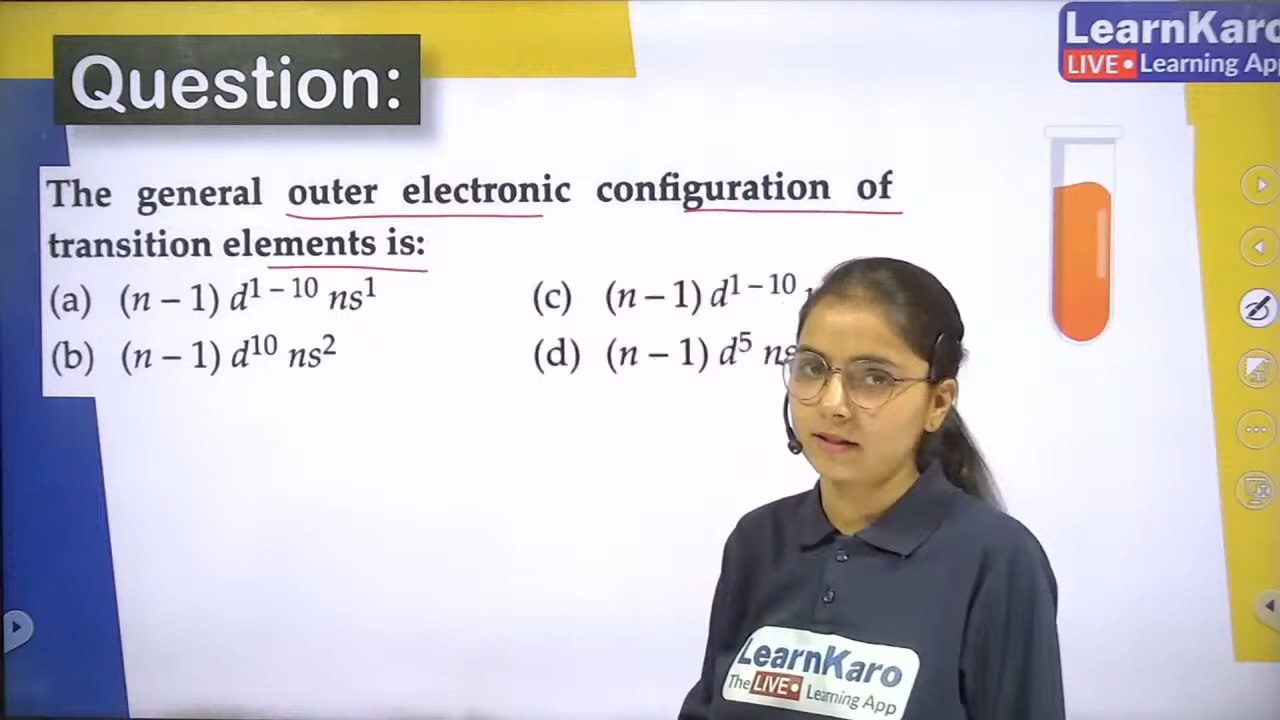 Question:
LearnKaro
LIVE • Learning App
The general outer electronic configuration of
transition elements is:
(a) (n – 1) d¹ ⁻ ¹⁰ ns¹
(c) (n – 1) d¹ ⁻ ¹⁰
(b) (n – 1) d¹⁰ ns²
(d) (n – 1) d⁵ ns
LearnKaro
The LIVE • Learning App